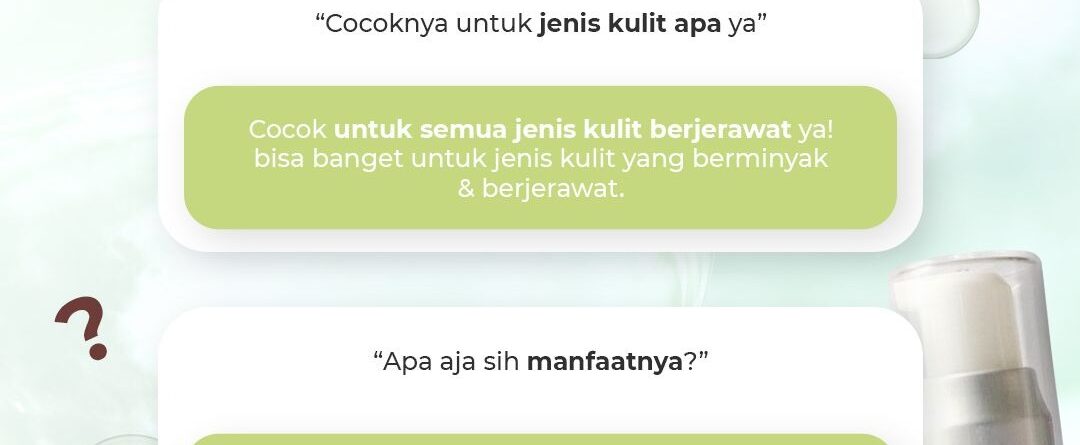 “Cocoknya untuk jenis kulit apa ya”
Cocok untuk semua jenis kulit berjerawat ya!
bisa banget untuk jenis kulit yang berminyak
& berjerawat.
?
“Apa aja sih manfaatnya?”